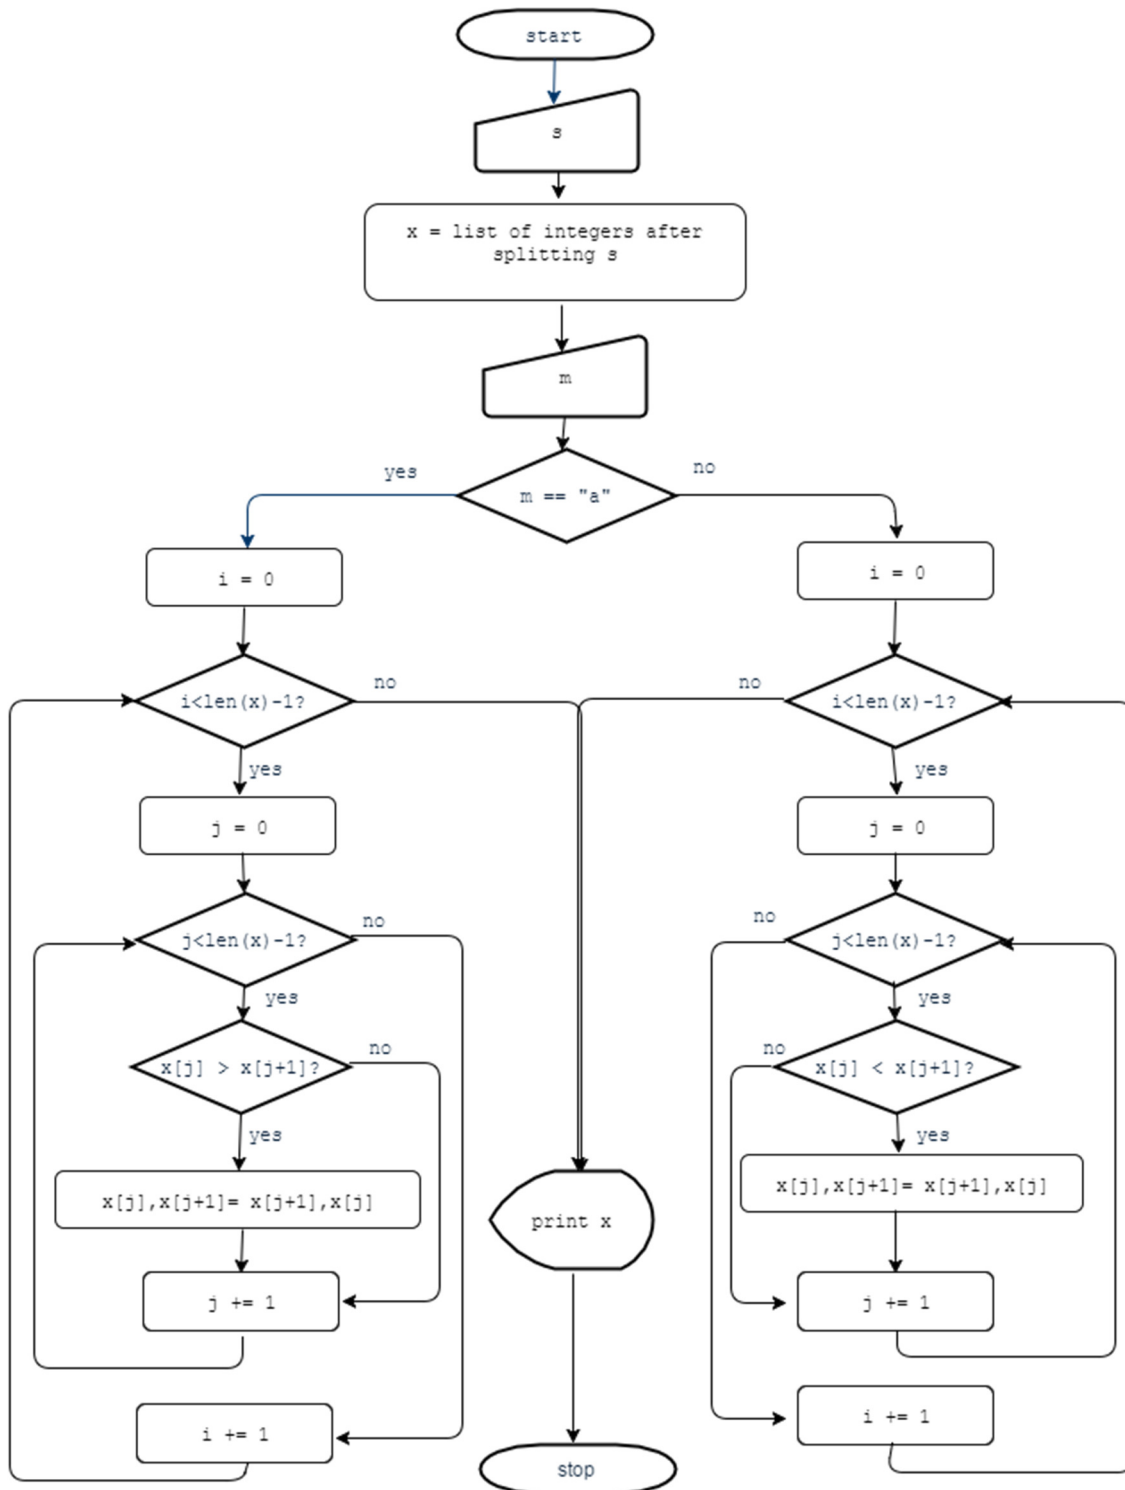 start
s
x = list of integers after
splitting s
m
yes
no
m == "a"
i = 0
i = 0
i<len(x)-1?
no
no
i<len(x)-1?
yes
yes
j = 0
j = 0
j<len(x)-1?
no
no
j<len(x)-1?
yes
yes
x[j] > x[j+1]?
no
no
x[j] < x[j+1]?
yes
yes
x[j],x[j+1]= x[j+1],x[j]
x[j],x[j+1]= x[j+1],x[j]
print x
j += 1
j += 1
i += 1
i += 1
stop